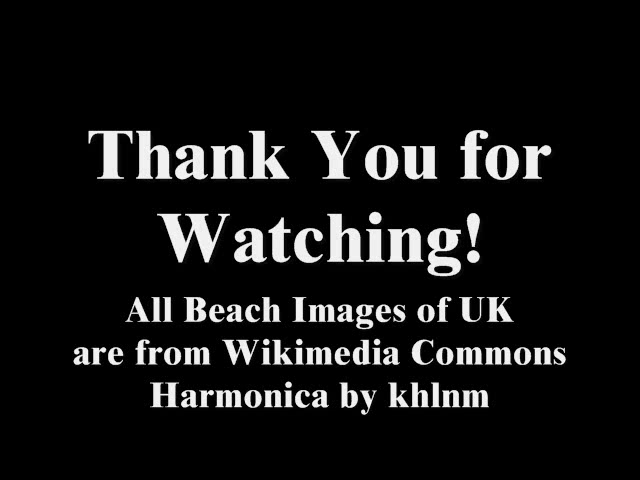 Thank You for
Watching!
All Beach Images of UK
are from Wikimedia Commons
Harmonica by khlnm